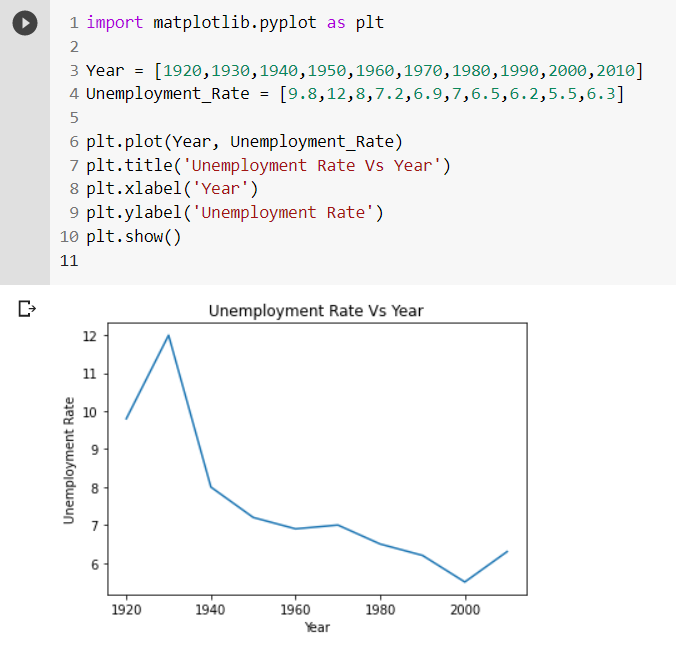 1 import matplotlib.pyplot as plt
2
3 Year = [1920,1930,1940,1950,1960,1970,1980,1990,2000,2010]
4 Unemployment_Rate = [9.8,12,8,7.2,6.9,7,6.5,6.2,5.5,6.3]
5
6 plt.plot(Year, Unemployment_Rate)
7 plt.title('Unemployment Rate Vs Year')
8 plt.xlabel('Year')
9 plt.ylabel('Unemployment Rate')
10 plt.show()
11
Unemployment Rate Vs Year
Unemployment Rate
12
11
10
9
8
7
6
1920 1940 1960 1980 2000
Year